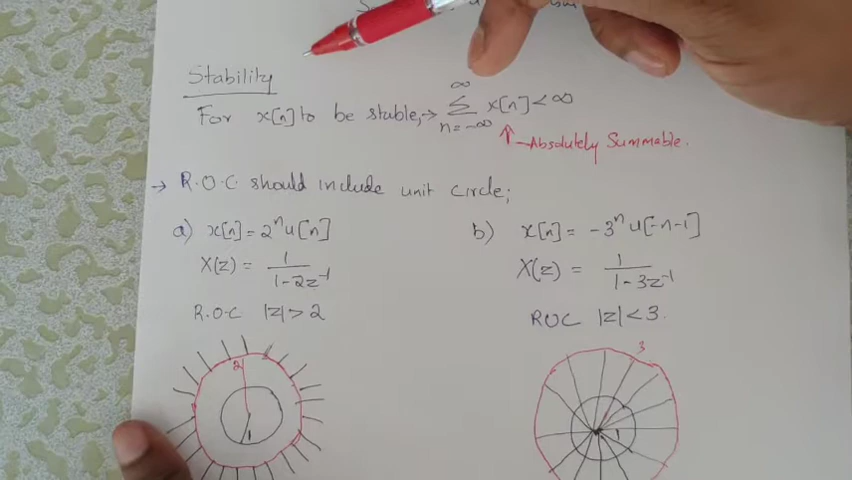 Stability
For x[n] to be stable, → ∞ Σ n=-∞ x[n] < ∞
↑ - Absolutely Summable.
→ R.O.C should include unit circle;
a) x[n] = 2ⁿ u[n]
X(z) = 1 / 1-2z⁻¹
R.O.C |z| > 2
2
1
b) x[n] = -3ⁿ u[-n-1]
X(z) = 1 / 1-3z⁻¹
ROC |z| < 3.
3
1